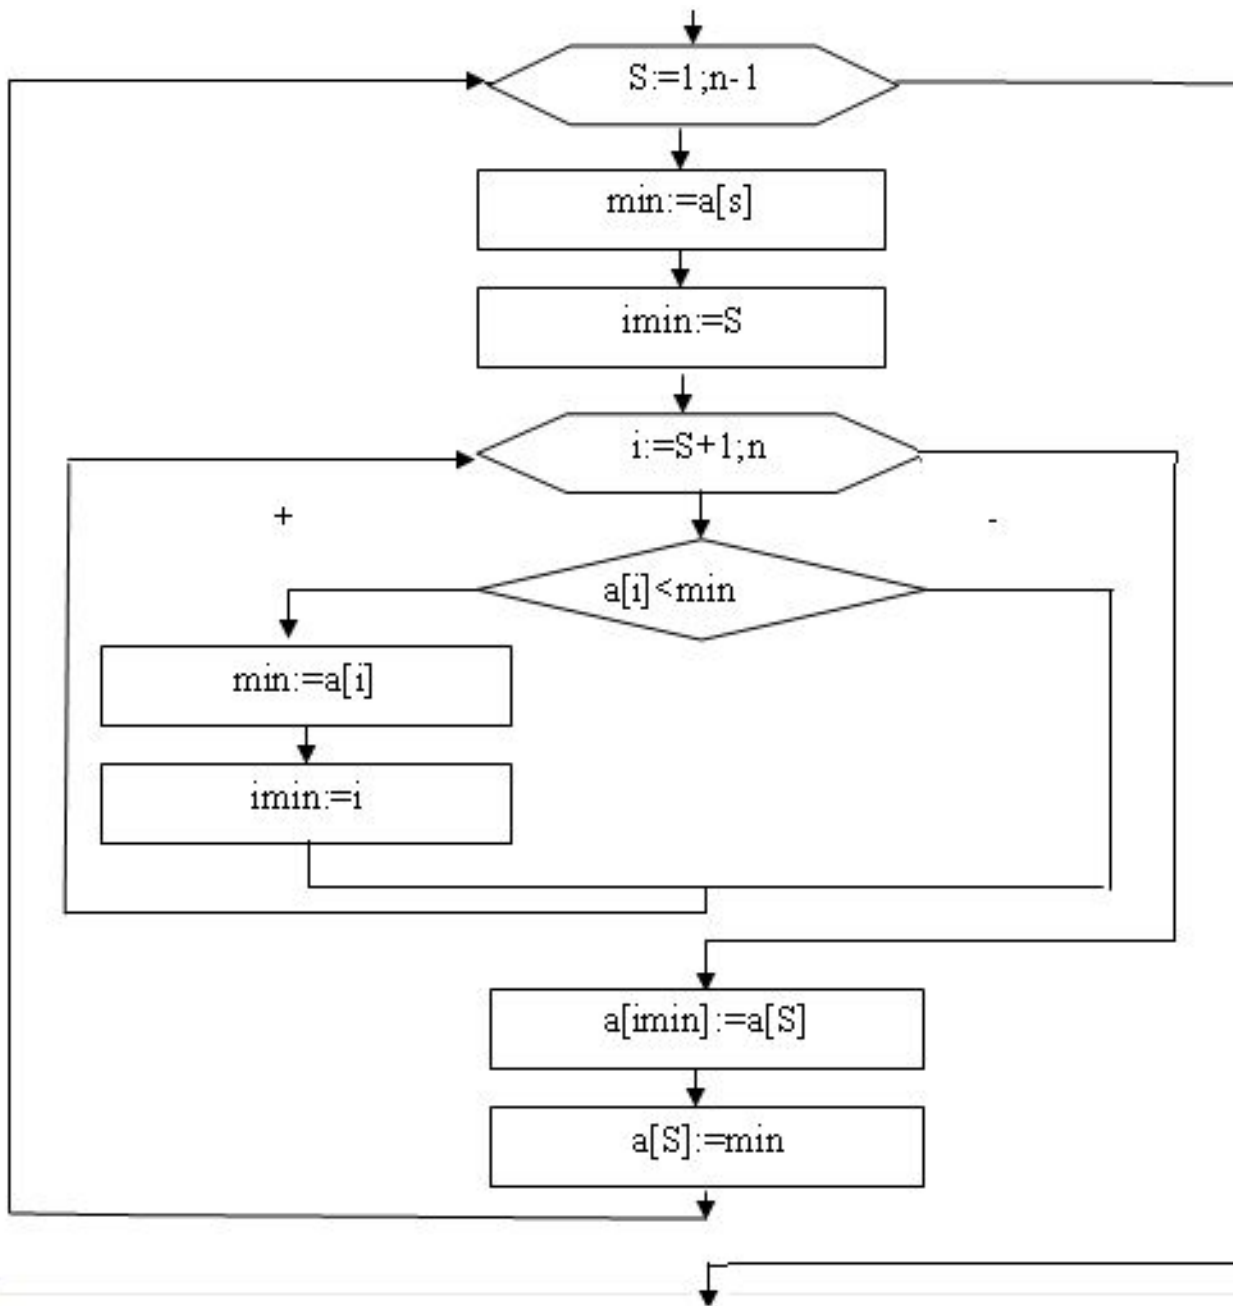 S:=1;n-1
min:=a[s]
imin:=S
i:=S+1;n
+
-
a[i]<min
min:=a[i]
imin:=i
a[imin]:=a[S]
a[S]:=min